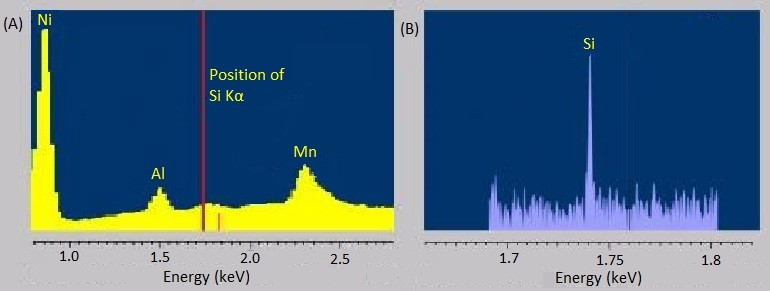 (A)
Ni
Position of
Si Kα
Al
Mn
1.0 1.5 2.0 2.5
Energy (keV)
(B)
Si
1.7 1.75 1.8
Energy (keV)